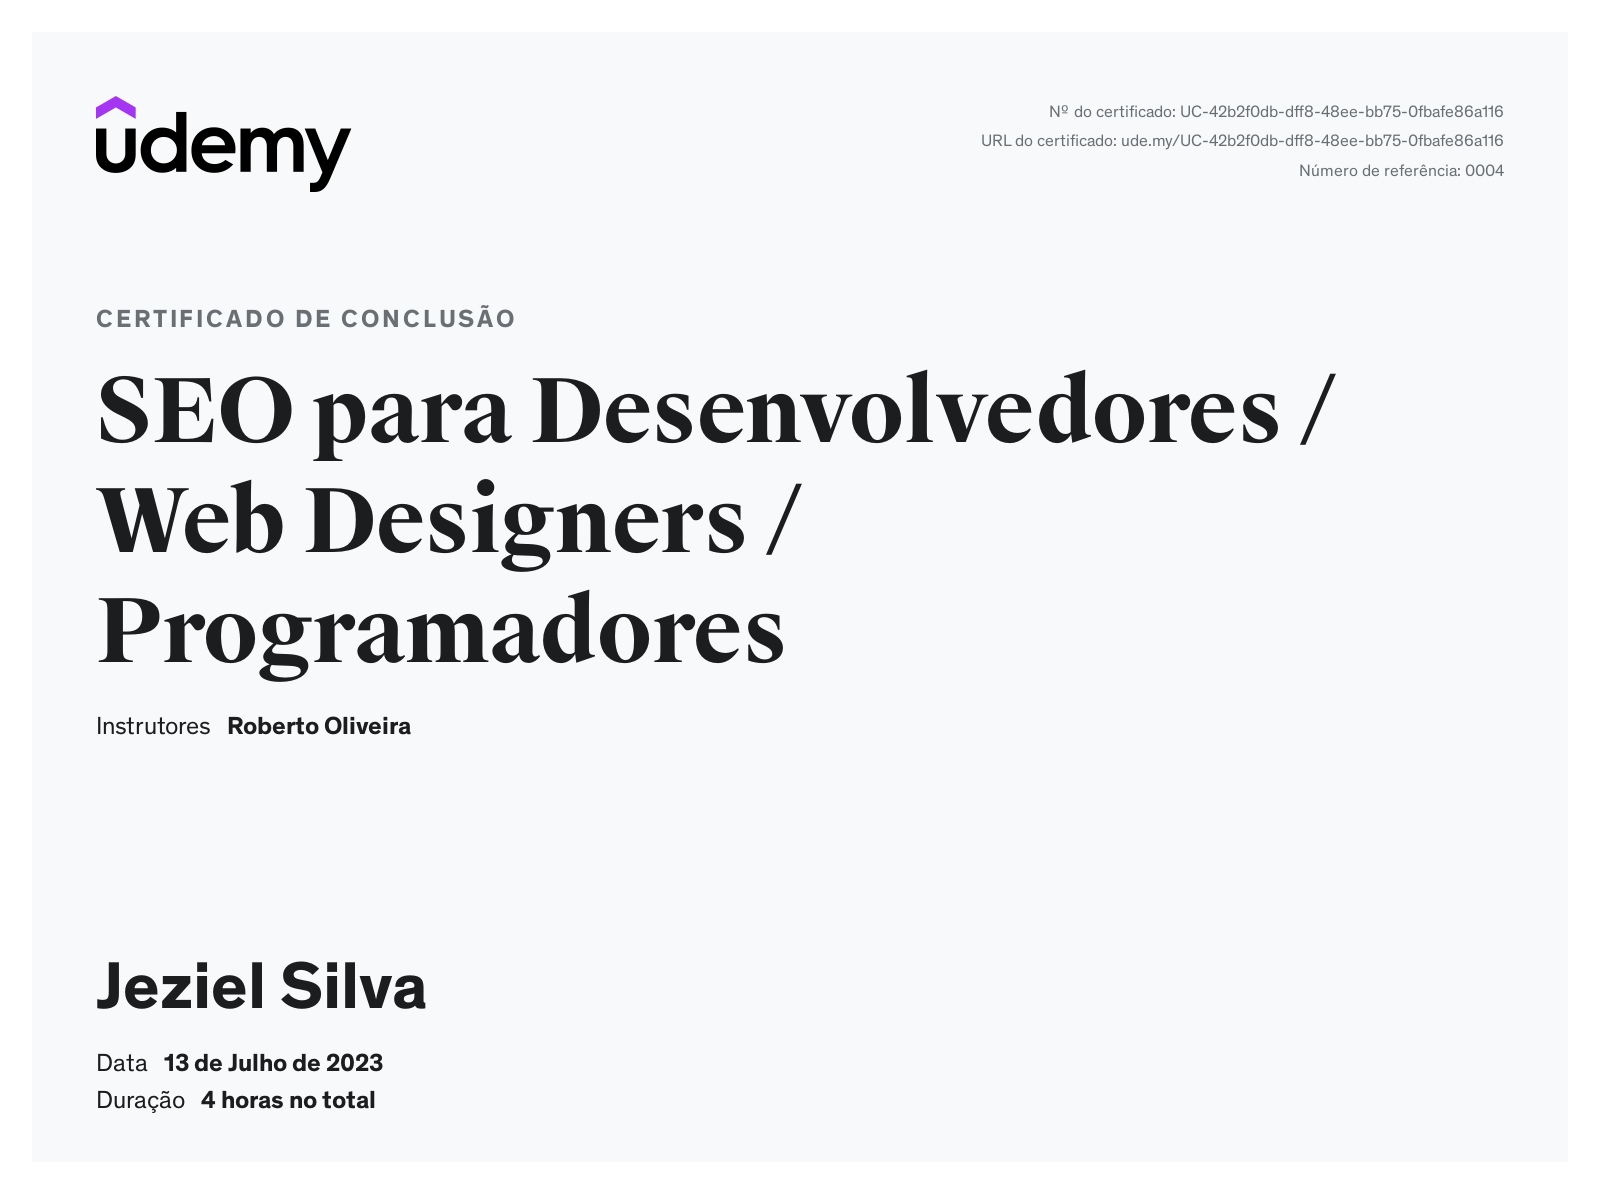 udemy
Nº do certificado: UC-42b2f0db-dff8-48ee-bb75-0fbafe86a116
URL do certificado: ude.my/UC-42b2f0db-dff8-48ee-bb75-0fbafe86a116
Número de referência: 0004
CERTIFICADO DE CONCLUSÃO
SEO para Desenvolvedores /
Web Designers /
Programadores
Instrutores Roberto Oliveira
Jeziel Silva
Data 13 de Julho de 2023
Duração 4 horas no total